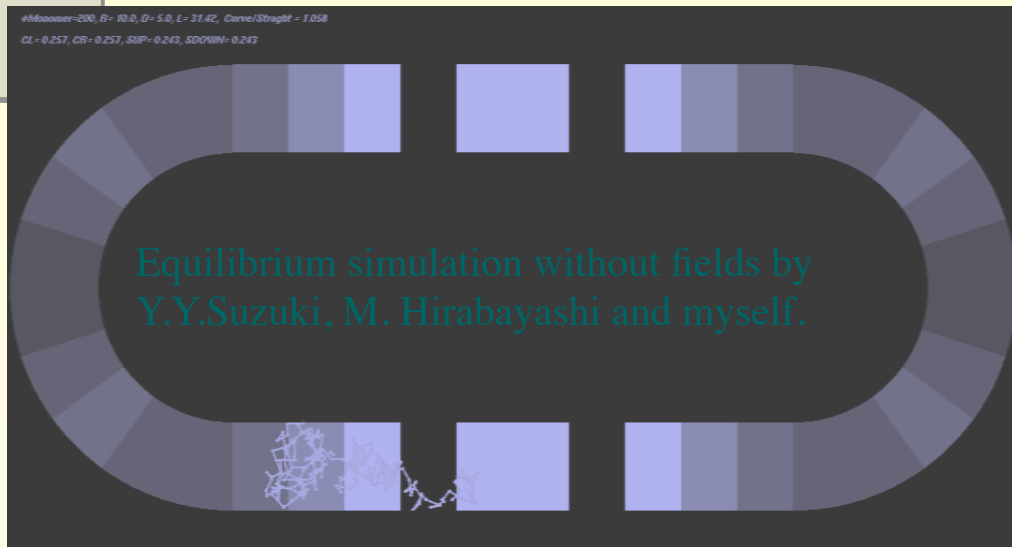 #Monomer=200, R= 10.0, D= 5.0, L= 31.42, Curve/Straght = 1.058
CL= 0.257, CR= 0.257, SUP= 0.243, SDOWN= 0.243
Equilibrium simulation without fields by
Y.Y.Suzuki, M. Hirabayashi and myself.